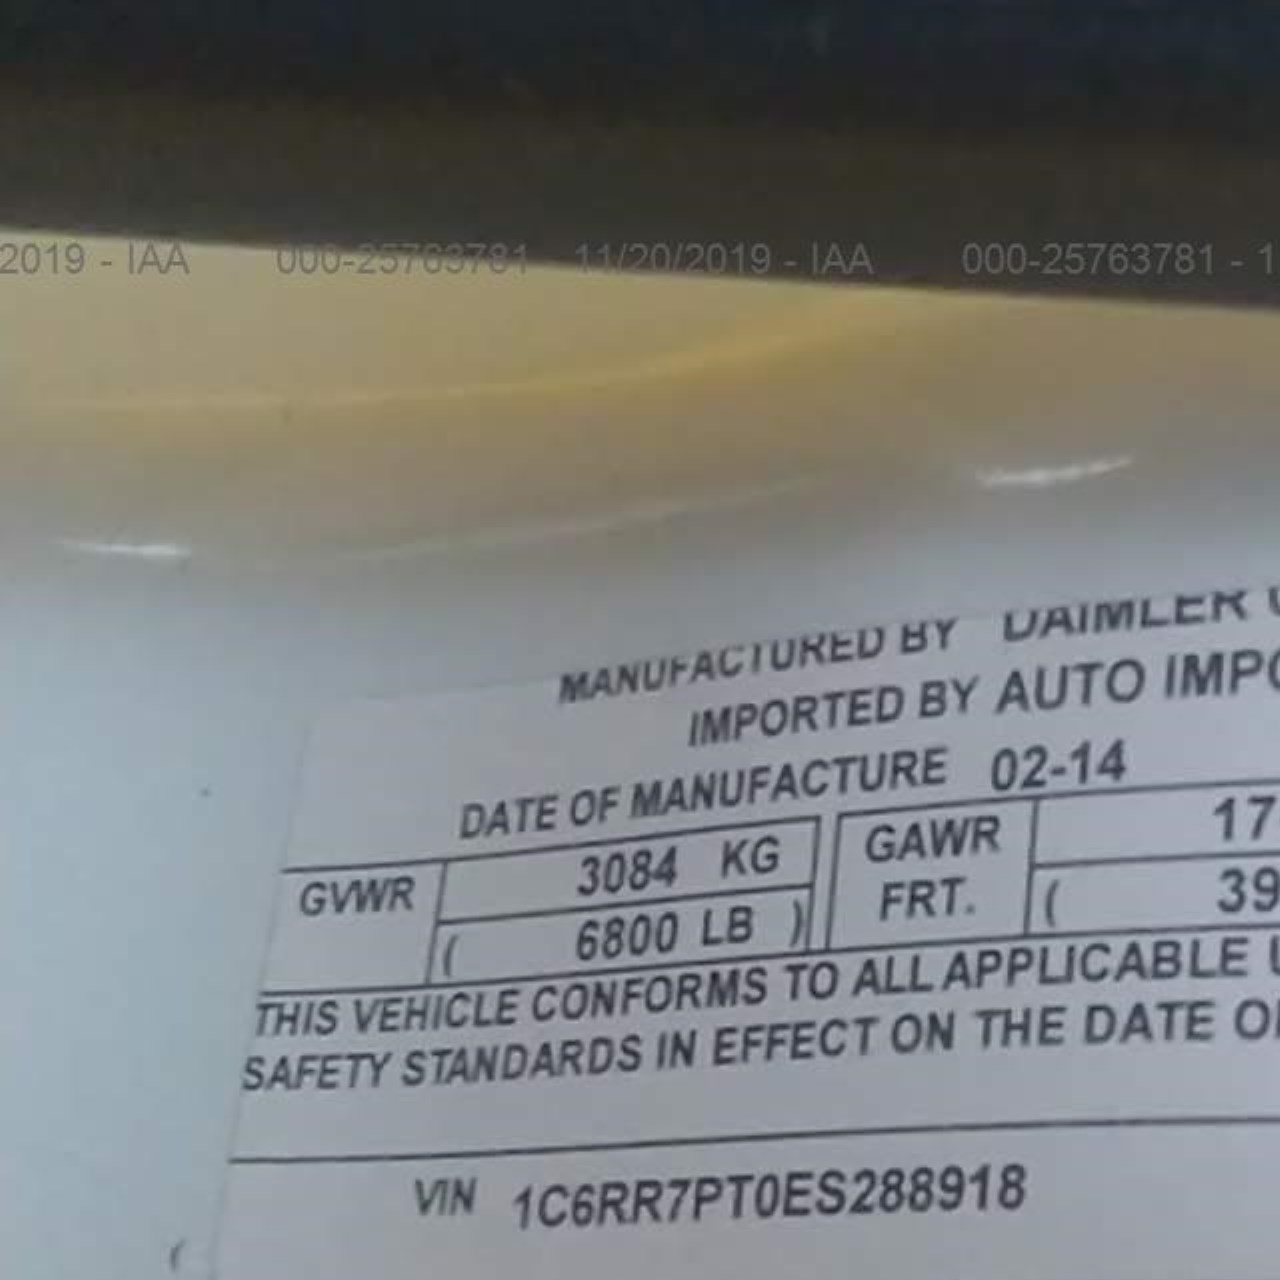 2019 - IAA 000-25763781 11/20/2019 - IAA 000-25763781 - 1
MANUFACTURED BY DAIMLER
IMPORTED BY AUTO IMPO
DATE OF MANUFACTURE 02-14
GVWR 3084 KG GAWR 17
( 6800 LB ) FRT. ( 39
THIS VEHICLE CONFORMS TO ALL APPLICABLE U
SAFETY STANDARDS IN EFFECT ON THE DATE O
VIN 1C6RR7PT0ES288918